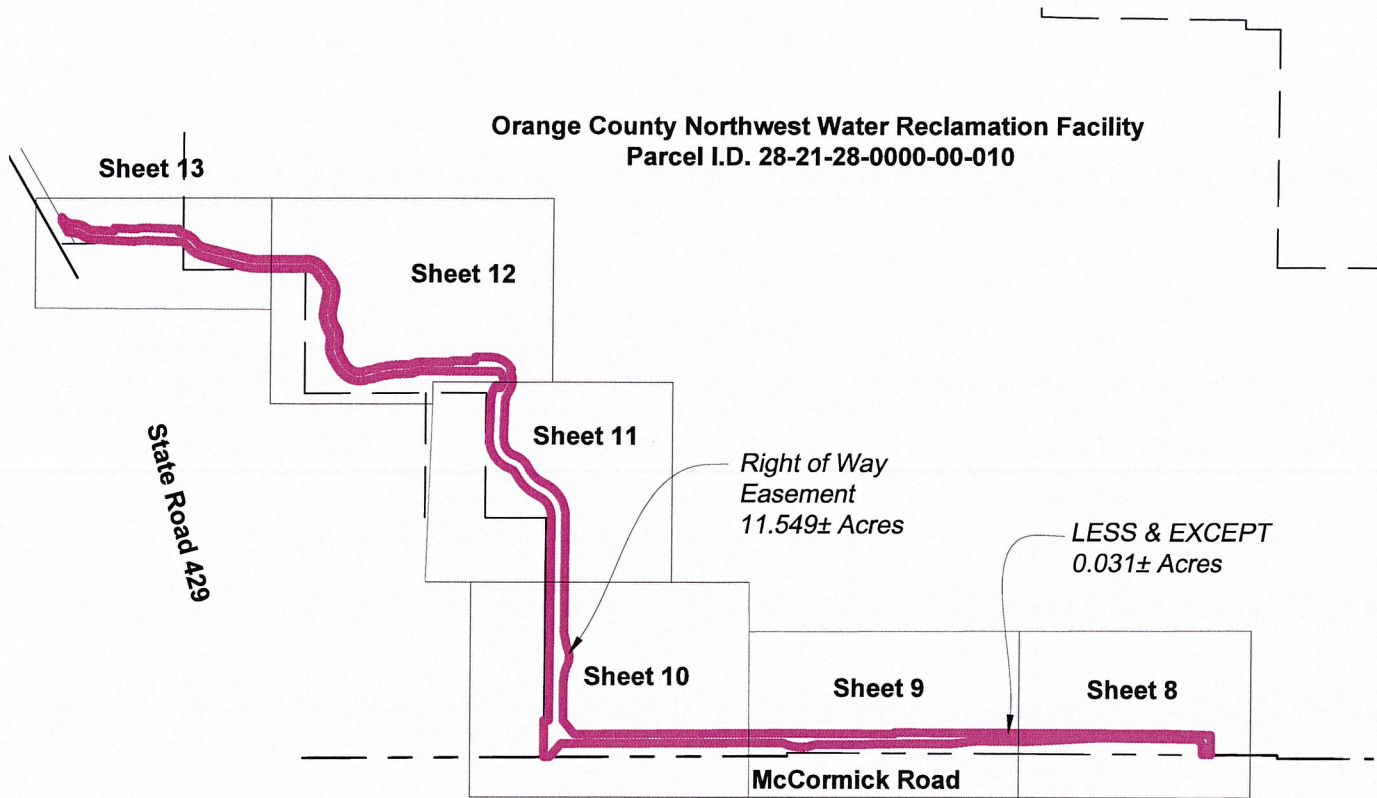 Orange County Northwest Water Reclamation Facility
Parcel I.D. 28-21-28-0000-00-010
Sheet 13
Sheet 12
Sheet 11
State Road 429
Right of Way
Easement
11.549± Acres
LESS & EXCEPT
0.031± Acres
Sheet 10
Sheet 9
Sheet 8
McCormick Road